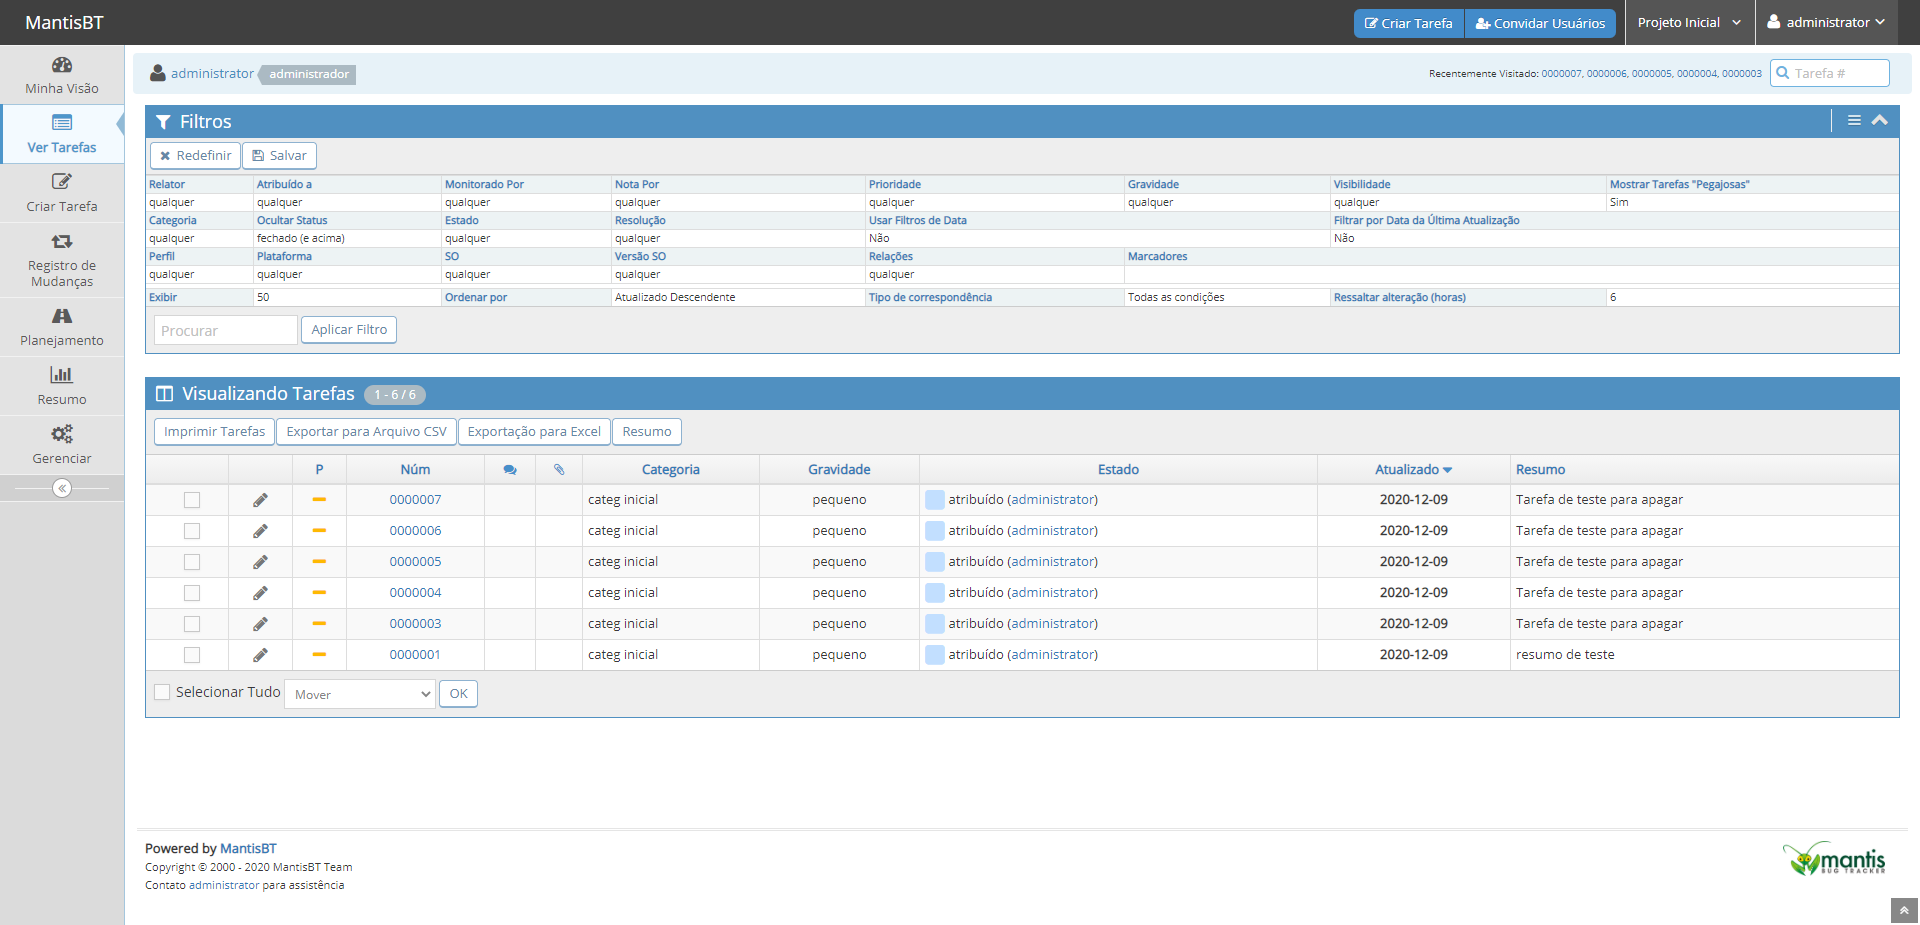 MantisBT
Criar Tarefa Convidar Usuários Projeto Inicial administrator
Minha Visão
Ver Tarefas
Criar Tarefa
Registro de
Mudanças
Planejamento
Resumo
Gerenciar
administrator administrador Recentemente Visitado: 0000007, 0000006, 0000005, 0000004, 0000003 Tarefa #
Filtros
Redefinir Salvar
Relator Atribuído a Monitorado Por Nota Por Prioridade Gravidade Visibilidade Mostrar Tarefas "Pegajosas"
qualquer qualquer qualquer qualquer qualquer qualquer qualquer Sim
Categoria Ocultar Status Estado Resolução Usar Filtros de Data Filtrar por Data da Última Atualização
qualquer fechado (e acima) qualquer qualquer Não Não
Perfil Plataforma SO Versão SO Relações Marcadores
qualquer qualquer qualquer qualquer qualquer
Exibir 50 Ordenar por Atualizado Descendente Tipo de correspondência Todas as condições Ressaltar alteração (horas) 6
Procurar Aplicar Filtro
Visualizando Tarefas 1 - 6 / 6
Imprimir Tarefas Exportar para Arquivo CSV Exportação para Excel Resumo
P Núm Categoria Gravidade Estado Atualizado Resumo
0000007 categ inicial pequeno atribuído (administrator) 2020-12-09 Tarefa de teste para apagar
0000006 categ inicial pequeno atribuído (administrator) 2020-12-09 Tarefa de teste para apagar
0000005 categ inicial pequeno atribuído (administrator) 2020-12-09 Tarefa de teste para apagar
0000004 categ inicial pequeno atribuído (administrator) 2020-12-09 Tarefa de teste para apagar
0000003 categ inicial pequeno atribuído (administrator) 2020-12-09 Tarefa de teste para apagar
0000001 categ inicial pequeno atribuído (administrator) 2020-12-09 resumo de teste
Selecionar Tudo Mover OK
Powered by MantisBT
Copyright © 2000 - 2020 MantisBT Team
Contato administrator para assistência
mantis
BUG TRACKER